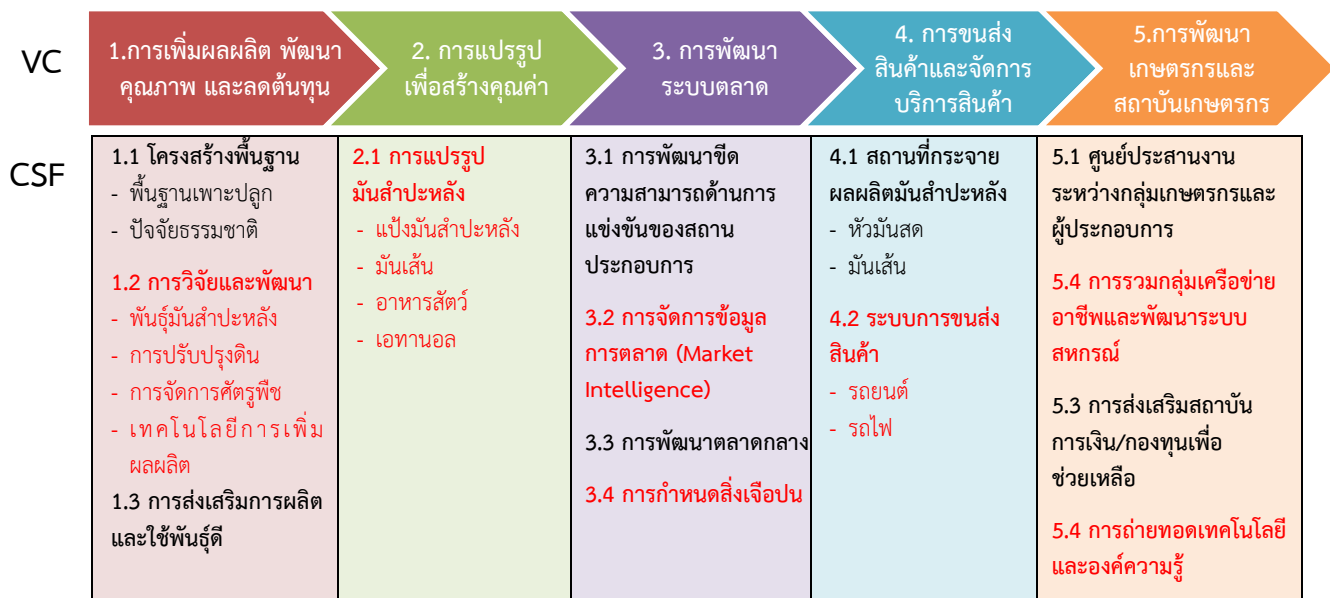 VC
1.การเพิ่มผลผลิต พัฒนา
คุณภาพ และลดต้นทุน
2. การแปรรูป
เพื่อสร้างคุณค่า
3. การพัฒนา
ระบบตลาด
4. การขนส่ง
สินค้าและจัดการ
บริการสินค้า
5.การพัฒนา
เกษตรกรและ
สถาบันเกษตรกร
CSF
1.1 โครงสร้างพื้นฐาน
- พื้นฐานเพาะปลูก
- ปัจจัยธรรมชาติ
1.2 การวิจัยและพัฒนา
- พันธุ์มันสำปะหลัง
- การปรับปรุงดิน
- การจัดการศัตรูพืช
- เทคโนโลยีการเพิ่ม
ผลผลิต
1.3 การส่งเสริมการผลิต
และใช้พันธุ์ดี
2.1 การแปรรูป
มันสำปะหลัง
- แป้งมันสำปะหลัง
- มันเส้น
- อาหารสัตว์
- เอทานอล
3.1 การพัฒนาขีด
ความสามารถด้านการ
แข่งขันของสถาน
ประกอบการ
3.2 การจัดการข้อมูล
การตลาด (Market
Intelligence)
3.3 การพัฒนาตลาดกลาง
3.4 การกำหนดสิ่งเจือปน
4.1 สถานที่กระจาย
ผลผลิตมันสำปะหลัง
- หัวมันสด
- มันเส้น
4.2 ระบบการขนส่ง
สินค้า
- รถยนต์
- รถไฟ
5.1 ศูนย์ประสานงาน
ระหว่างกลุ่มเกษตรกรและ
ผู้ประกอบการ
5.4 การรวมกลุ่มเครือข่าย
อาชีพและพัฒนาระบบ
สหกรณ์
5.3 การส่งเสริมสถาบัน
การเงิน/กองทุนเพื่อ
ช่วยเหลือ
5.4 การถ่ายทอดเทคโนโลยี
และองค์ความรู้